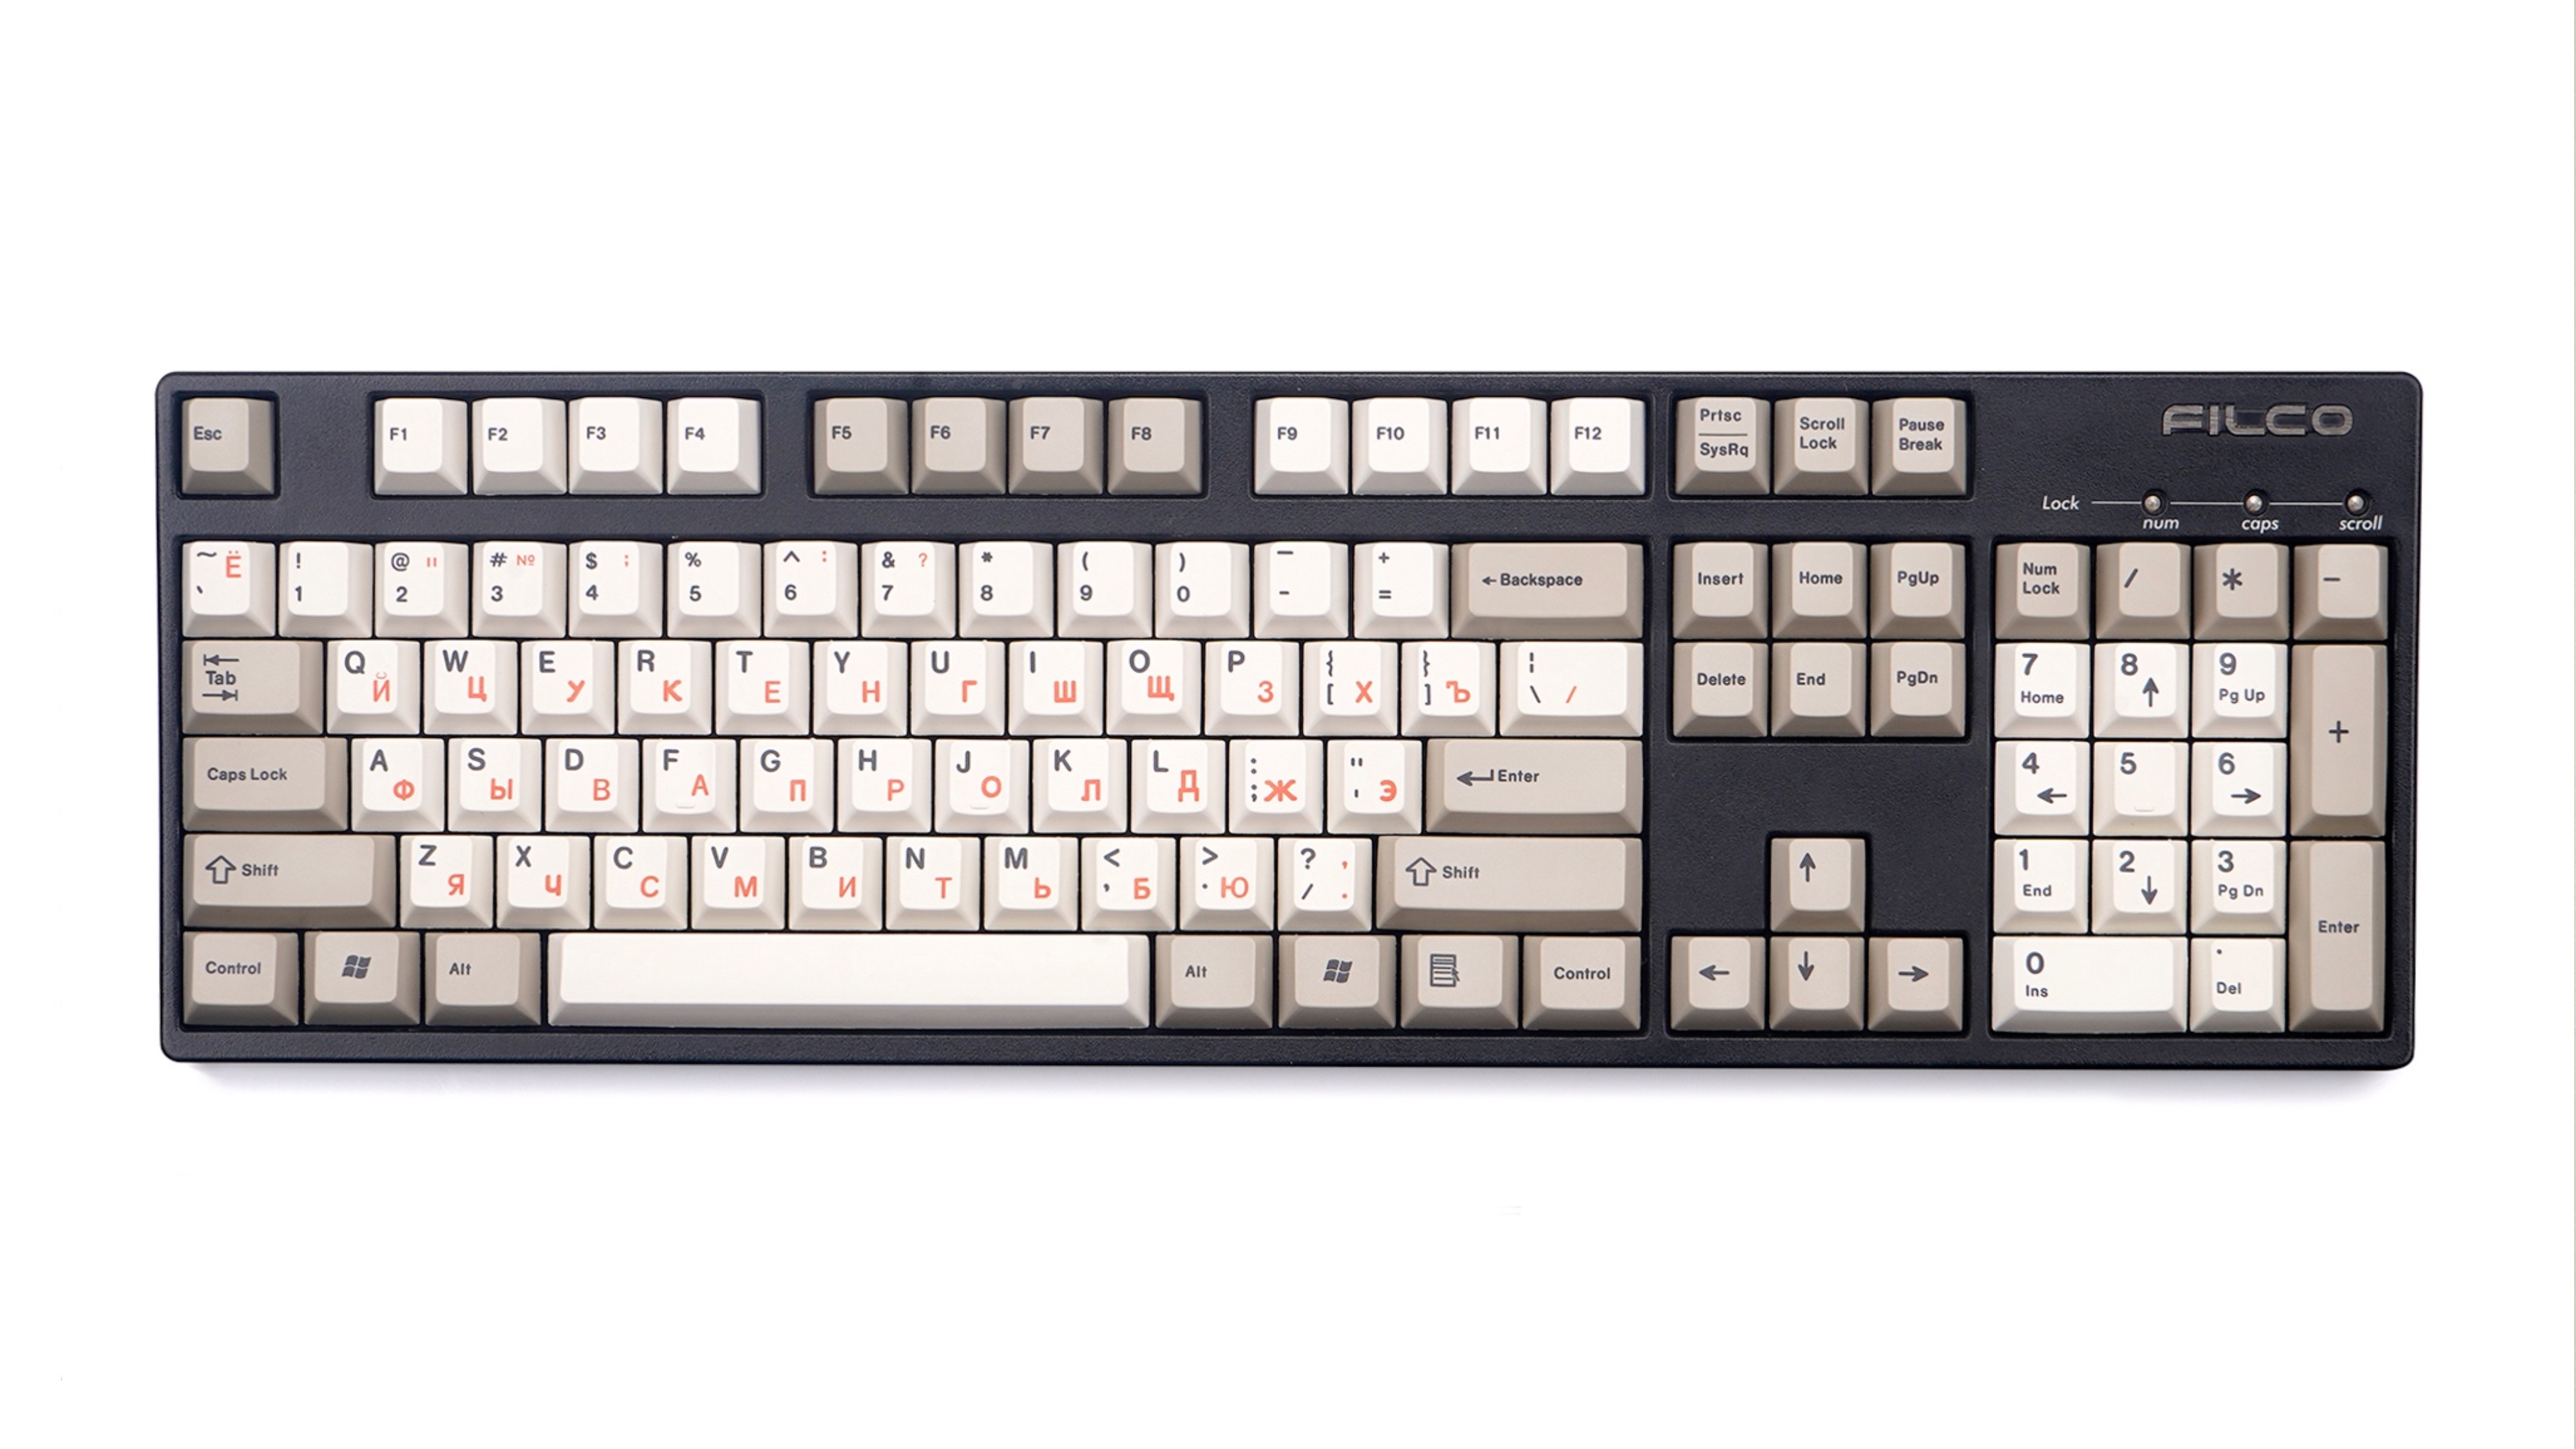 Esc F1 F2 F3 F4 F5 F6 F7 F8 F9 F10 F11 F12 Prtsc Scroll Pause FILCO
SysRq Lock Break
Lock num caps scroll
~ Ё ! @ " # № $ ; % ^ : & ? * ( ) — + ← Backspace Insert Home PgUp Num / * −
` 1 2 3 4 5 6 7 8 9 0 - = Lock
Tab Q W E R T Y U I O P { } ¦ Delete End PgDn 7 8 9 +
Й Ц У К Е Н Г Ш Щ З [ Х ] Ъ \ / Home ↑ Pg Up
Caps Lock A S D F G H J K L : " Enter 4 5 6
Ф Ы В А П Р О Л Д ; Ж ' Э ← →
Shift Z X C V B N M < > ? , Shift ↑ 1 2 3 Enter
Я Ч С М И Т Ь , Б . Ю / . End ↓ Pg Dn
Control Alt Alt Control ← ↓ → 0 .
Ins Del